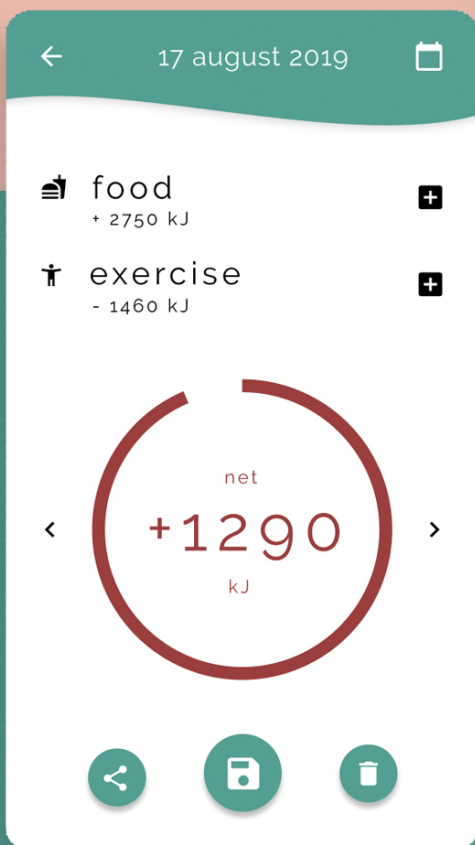 17 august 2019
food
+ 2750 kJ
exercise
- 1460 kJ
net
+1290
kJ